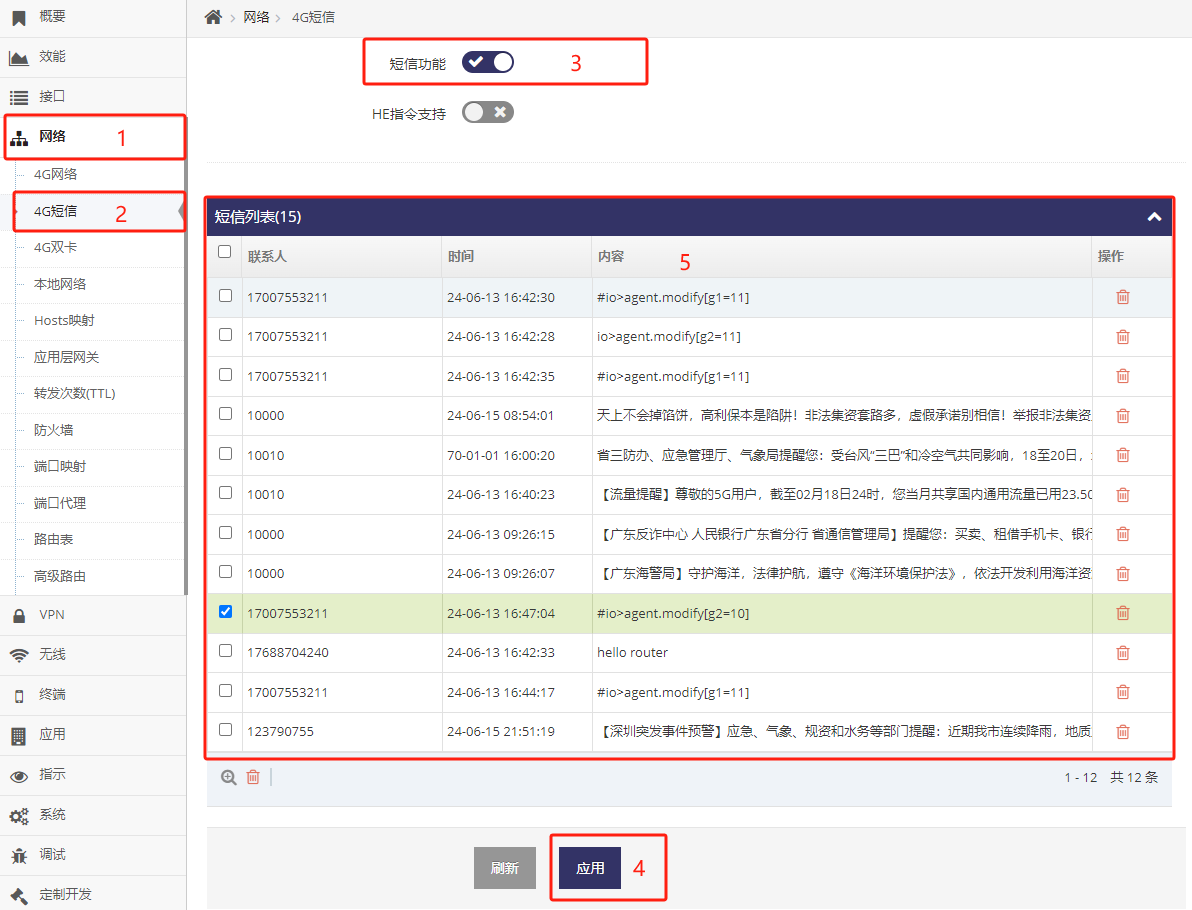 概要
效能
接口
网络 1
4G网络
4G短信 2
4G双卡
本地网络
Hosts映射
应用层网关
转发次数(TTL)
防火墙
端口映射
端口代理
路由表
高级路由
VPN
无线
终端
应用
指示
系统
调试
定制开发
网络 4G短信
短信功能 3
HE指令支持
短信列表(15)
联系人 时间 内容 5 操作
17007553211 24-06-13 16:42:30 #io>agent.modify[g1=11]
17007553211 24-06-13 16:42:28 io>agent.modify[g2=11]
17007553211 24-06-13 16:42:35 #io>agent.modify[g1=11]
10000 24-06-15 08:54:01 天上不会掉馅饼，高利保本是陷阱！非法集资套路多，虚假承诺别相信！举报非法集资
10010 70-01-01 16:00:20 省三防办、应急管理厅、气象局提醒您：受台风“三巴”和冷空气共同影响，18至20日，
10010 24-06-13 16:40:23 【流量提醒】尊敬的5G用户，截至02月18日24时，您当月共享国内通用流量已用23.50
10000 24-06-13 09:26:15 【广东反诈中心 人民银行广东省分行 省通信管理局】提醒您：买卖、租借手机卡、银行
10000 24-06-13 09:26:07 【广东海警局】守护海洋，法律护航，遵守《海洋环境保护法》，依法开发利用海洋资
17007553211 24-06-13 16:47:04 #io>agent.modify[g2=10]
17688704240 24-06-13 16:42:33 hello router
17007553211 24-06-13 16:44:17 #io>agent.modify[g1=11]
123790755 24-06-15 21:51:19 【深圳突发事件预警】应急、气象、规资和水务等部门提醒：近期我市连续降雨，地质
1 - 12 共 12 条
刷新 应用 4